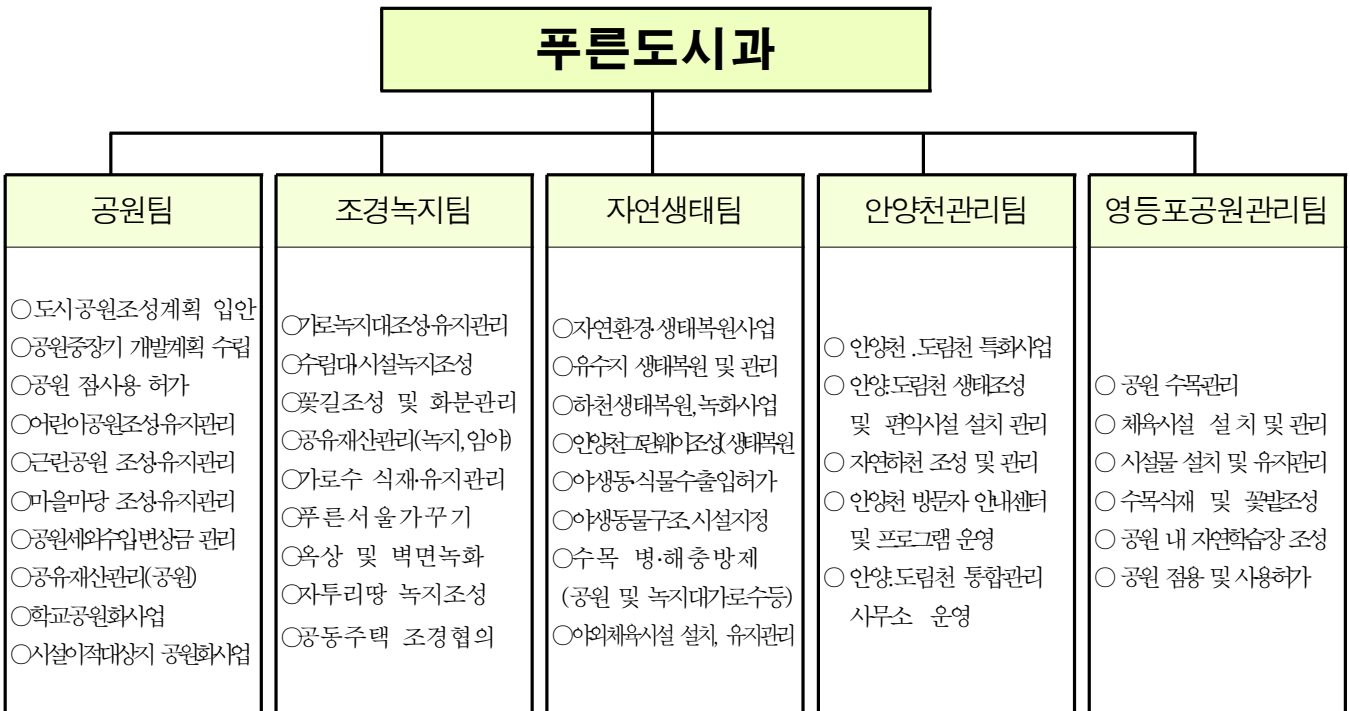 푸른도시과
공원팀
○도시공원조성계획 입안
○공원중장기 개발계획 수립
○공원 점사용 허가
○어린이공원조성·유지관리
○근린공원 조성·유지관리
○마을마당 조성·유지관리
○공원세외수입,변상금 관리
○공유재산관리(공원)
○학교공원화사업
○시설이적대상지 공원화사업
조경녹지팀
○가로녹지대조성·유지관리
○수림대,시설녹지조성
○꽃길조성 및 화분관리
○공유재산관리(녹지,임야)
○가로수 식재·유지관리
○푸른서울가꾸기
○옥상 및 벽면녹화
○자투리땅 녹지조성
○공동주택 조경협의
자연생태팀
○자연환경·생태복원사업
○유수지 생태복원 및 관리
○하천생태복원,녹화사업
○안양천그린웨이조성(생태복원
○야생동·식물수출입허가
○야생동물구조.시설지정
○수목 병·해충방제
(공원 및 녹지대가로수등)
○야외체육시설 설치, 유지관리
안양천관리팀
○ 안양천.도림천 특화사업
○ 안양.도림천 생태조성
및 편익시설 설치 관리
○ 자연하천 조성 및 관리
○ 안양천 방문자 안내센터
및 프로그램 운영
○ 안양.도림천 통합관리
사무소 운영
영등포공원관리팀
○ 공원 수목관리
○ 체육시설 설 치 및 관리
○ 시설물 설치 및 유지관리
○ 수목식재 및 꽃밭조성
○ 공원 내 자연학습장 조성
○ 공원 점용 및 사용허가